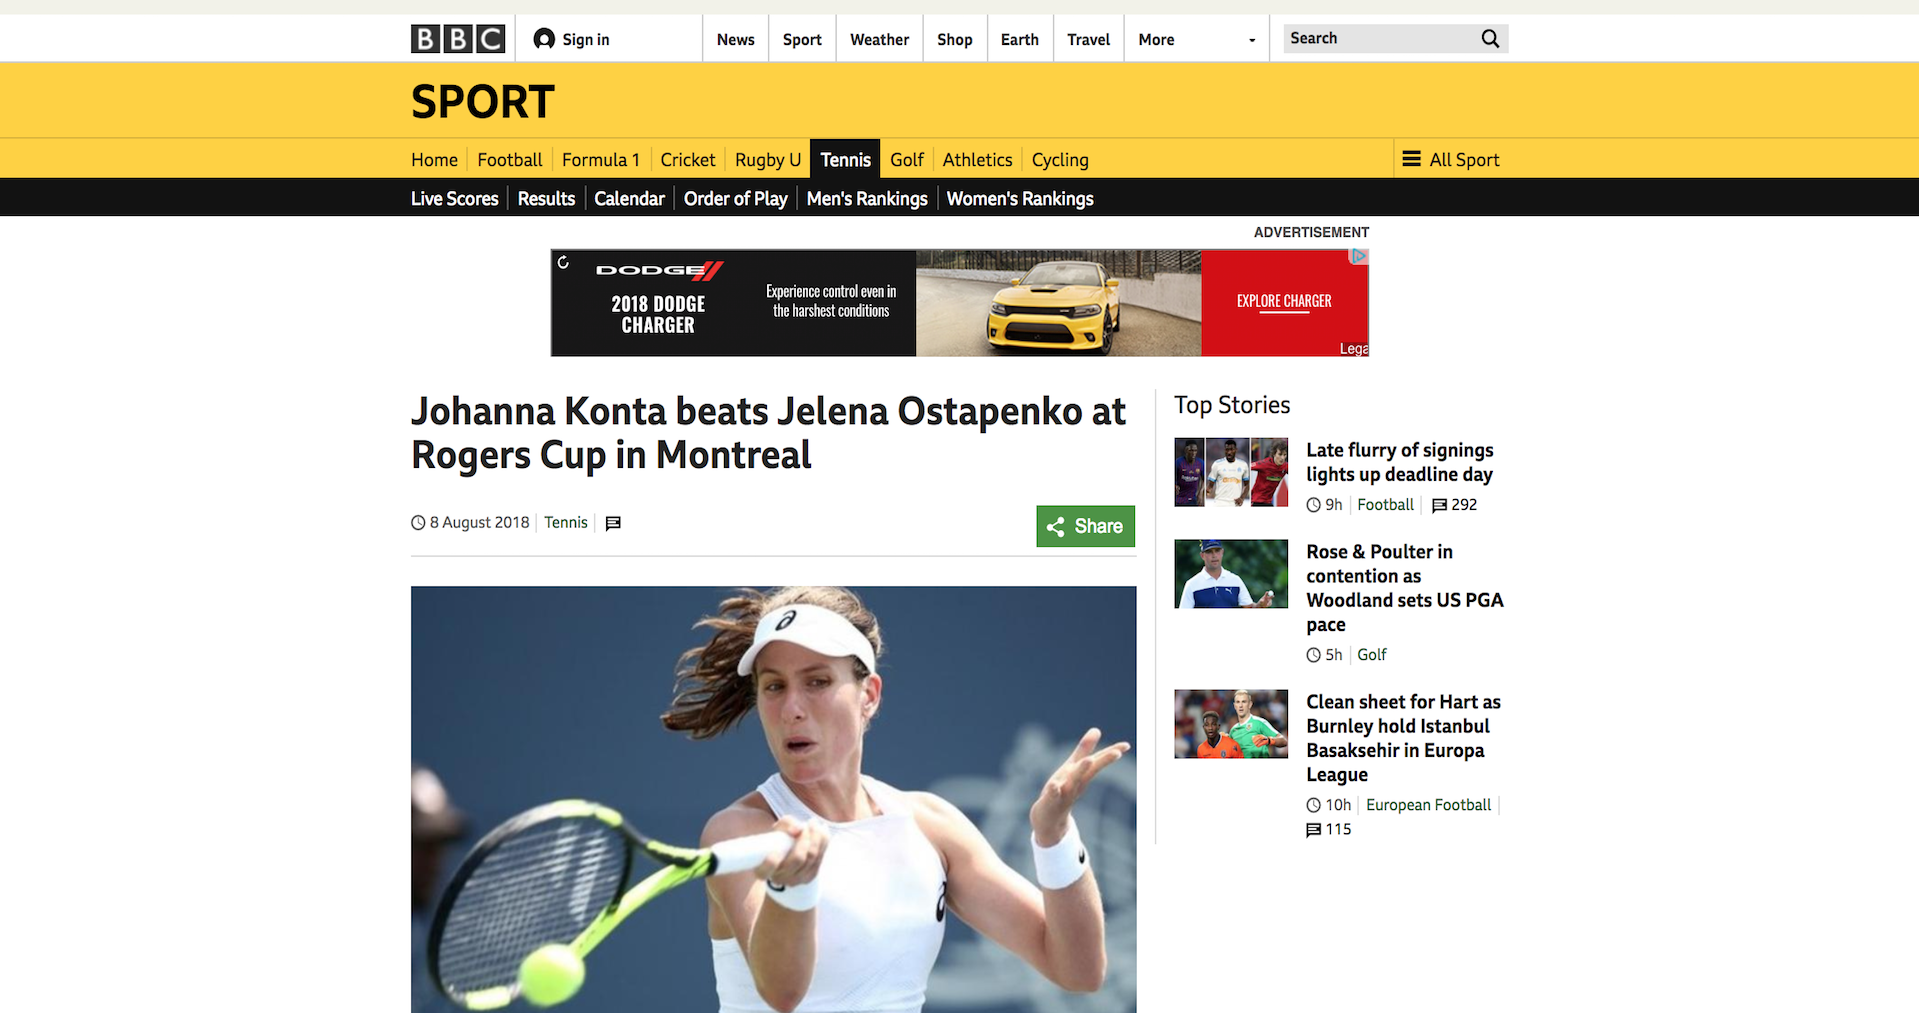 BBC
Sign in
News
Sport
Weather
Shop
Earth
Travel
More
Search
SPORT
Home
Football
Formula 1
Cricket
Rugby U
Tennis
Golf
Athletics
Cycling
All Sport
Live Scores
Results
Calendar
Order of Play
Men's Rankings
Women's Rankings
ADVERTISEMENT
DODGE
2018 DODGE
CHARGER
Experience control even in
the harshest conditions
EXPLORE CHARGER
Lega
Johanna Konta beats Jelena Ostapenko at
Rogers Cup in Montreal
8 August 2018
Tennis
Share
Top Stories
Late flurry of signings
lights up deadline day
9h
Football
292
Rose & Poulter in
contention as
Woodland sets US PGA
pace
5h
Golf
Clean sheet for Hart as
Burnley hold Istanbul
Basaksehir in Europa
League
10h
European Football
115